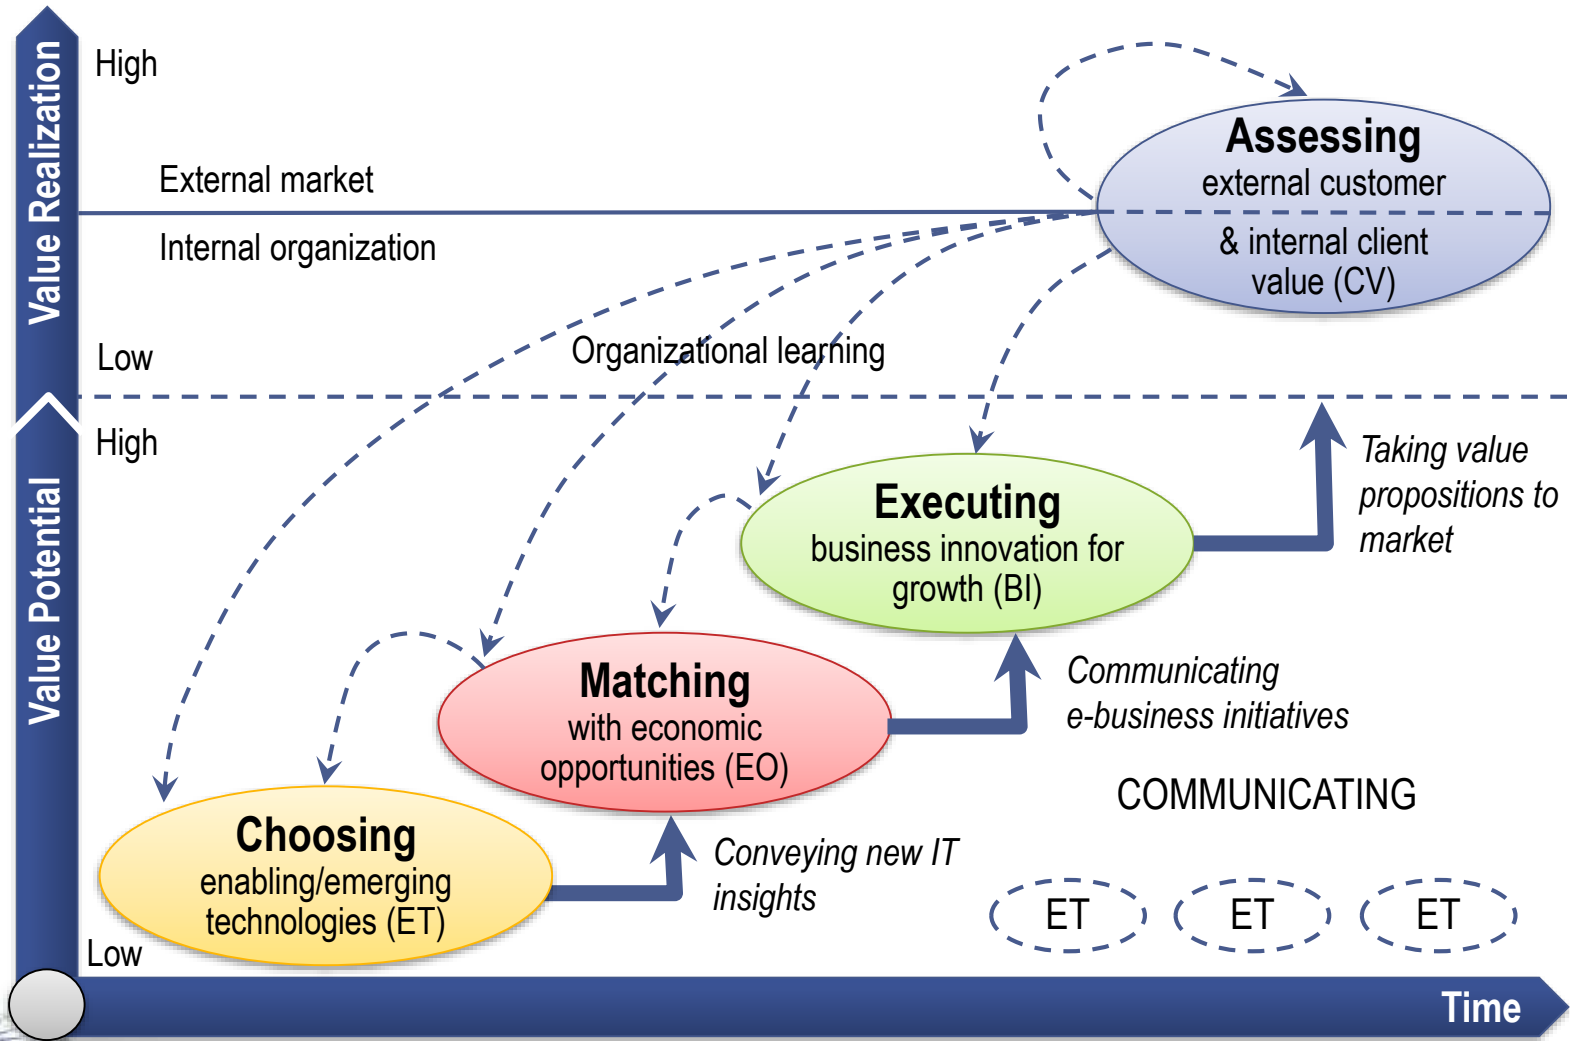 Value Realization
High
External market
Internal organization
Low
Assessing
external customer
& internal client
value (CV)
Organizational learning
Value Potential
High
Executing
business innovation for
growth (BI)
Taking value
propositions to
market
Matching
with economic
opportunities (EO)
Communicating
e-business initiatives
COMMUNICATING
Choosing
enabling/emerging
technologies (ET)
Conveying new IT
insights
ET
ET
ET
Low
Time